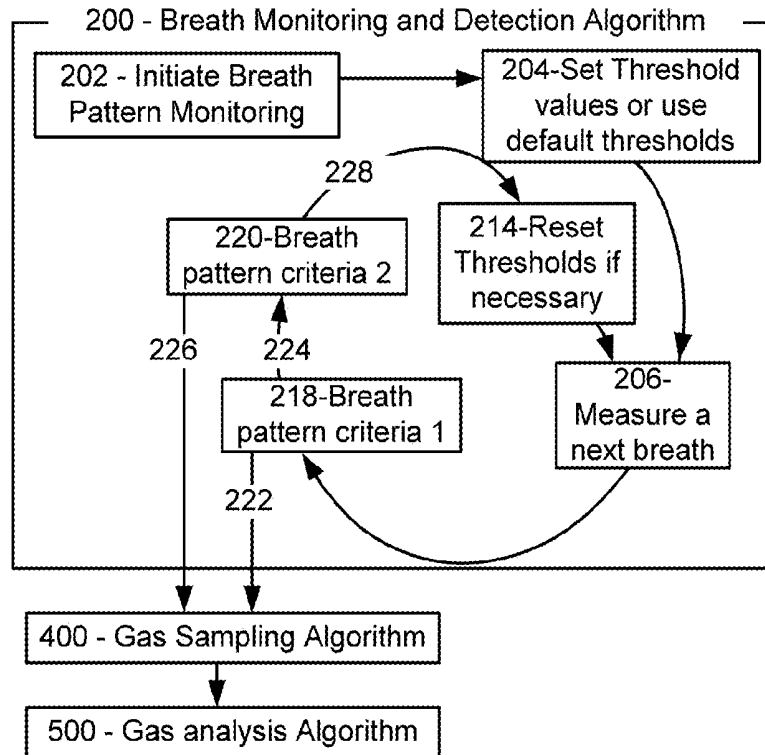 200 - Breath Monitoring and Detection Algorithm
202 - Initiate Breath
Pattern Monitoring
204-Set Threshold
values or use
default thresholds
228
220-Breath
pattern criteria 2
214-Reset
Thresholds if
necessary
226
224
218-Breath
pattern criteria 1
206-
Measure a
next breath
222
400 - Gas Sampling Algorithm
500 - Gas analysis Algorithm